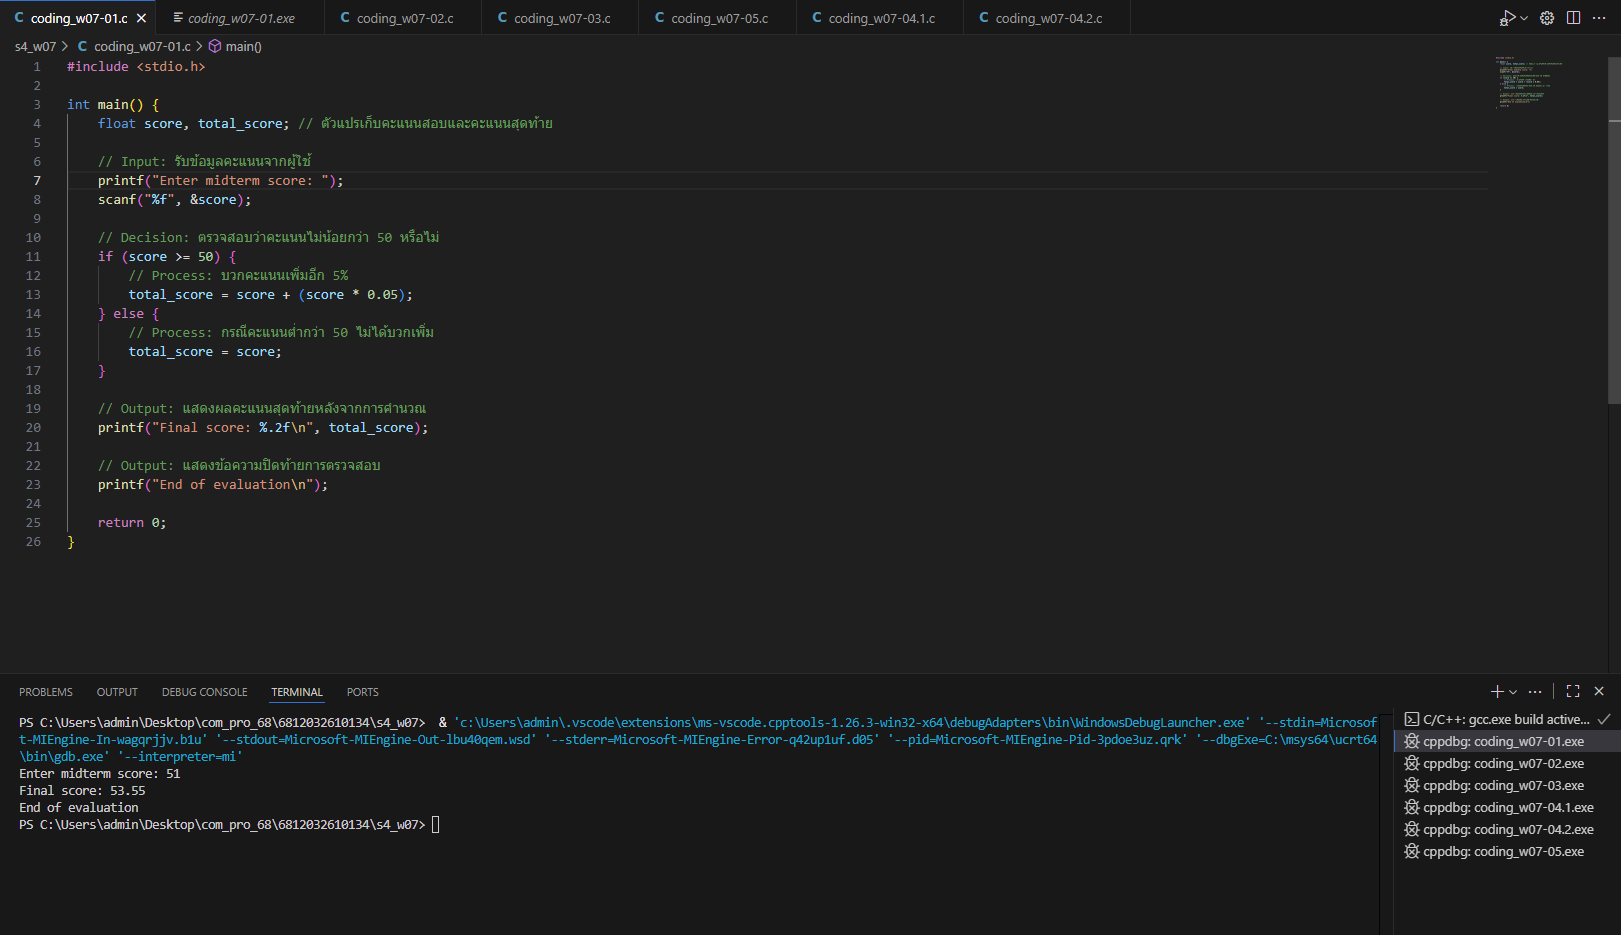 coding_w07-01.c
coding_w07-01.exe
coding_w07-02.c
coding_w07-03.c
coding_w07-05.c
coding_w07-04.1.c
coding_w07-04.2.c
s4_w07 > C coding_w07-01.c > main()
1 #include <stdio.h>
2
3 int main() {
4 float score, total_score; // ตัวแปรเก็บคะแนนสอบและคะแนนสุดท้าย
5
6 // Input: รับข้อมูลคะแนนจากผู้ใช้
7 printf("Enter midterm score: ");
8 scanf("%f", &score);
9
10 // Decision: ตรวจสอบว่าคะแนนไม่น้อยกว่า 50 หรือไม่
11 if (score >= 50) {
12 // Process: บวกคะแนนเพิ่มอีก 5%
13 total_score = score + (score * 0.05);
14 } else {
15 // Process: กรณีคะแนนต่ำกว่า 50 ไม่ได้บวกเพิ่ม
16 total_score = score;
17 }
18
19 // Output: แสดงผลคะแนนสุดท้ายหลังจากการคำนวณ
20 printf("Final score: %.2f\n", total_score);
21
22 // Output: แสดงข้อความปิดท้ายการตรวจสอบ
23 printf("End of evaluation\n");
24
25 return 0;
26 }
PROBLEMS OUTPUT DEBUG CONSOLE TERMINAL PORTS
PS C:\Users\admin\Desktop\com_pro_68\6812032610134\s4_w07> & 'c:\Users\admin\.vscode\extensions\ms-vscode.cpptools-1.26.3-win32-x64\debugAdapters\bin\WindowsDebugLauncher.exe' '--stdin=Microsof
t-MIEngine-In-wagqrjjv.b1u' '--stdout=Microsoft-MIEngine-Out-lbu40qem.wsd' '--stderr=Microsoft-MIEngine-Error-q42up1uf.d05' '--pid=Microsoft-MIEngine-Pid-3pdoe3uz.qrk' '--dbgExe=C:\msys64\ucrt64
\bin\gdb.exe' '--interpreter=mi'
Enter midterm score: 51
Final score: 53.55
End of evaluation
PS C:\Users\admin\Desktop\com_pro_68\6812032610134\s4_w07>
C/C++: gcc.exe build active...
cppdbg: coding_w07-01.exe
cppdbg: coding_w07-02.exe
cppdbg: coding_w07-03.exe
cppdbg: coding_w07-04.1.exe
cppdbg: coding_w07-04.2.exe
cppdbg: coding_w07-05.exe